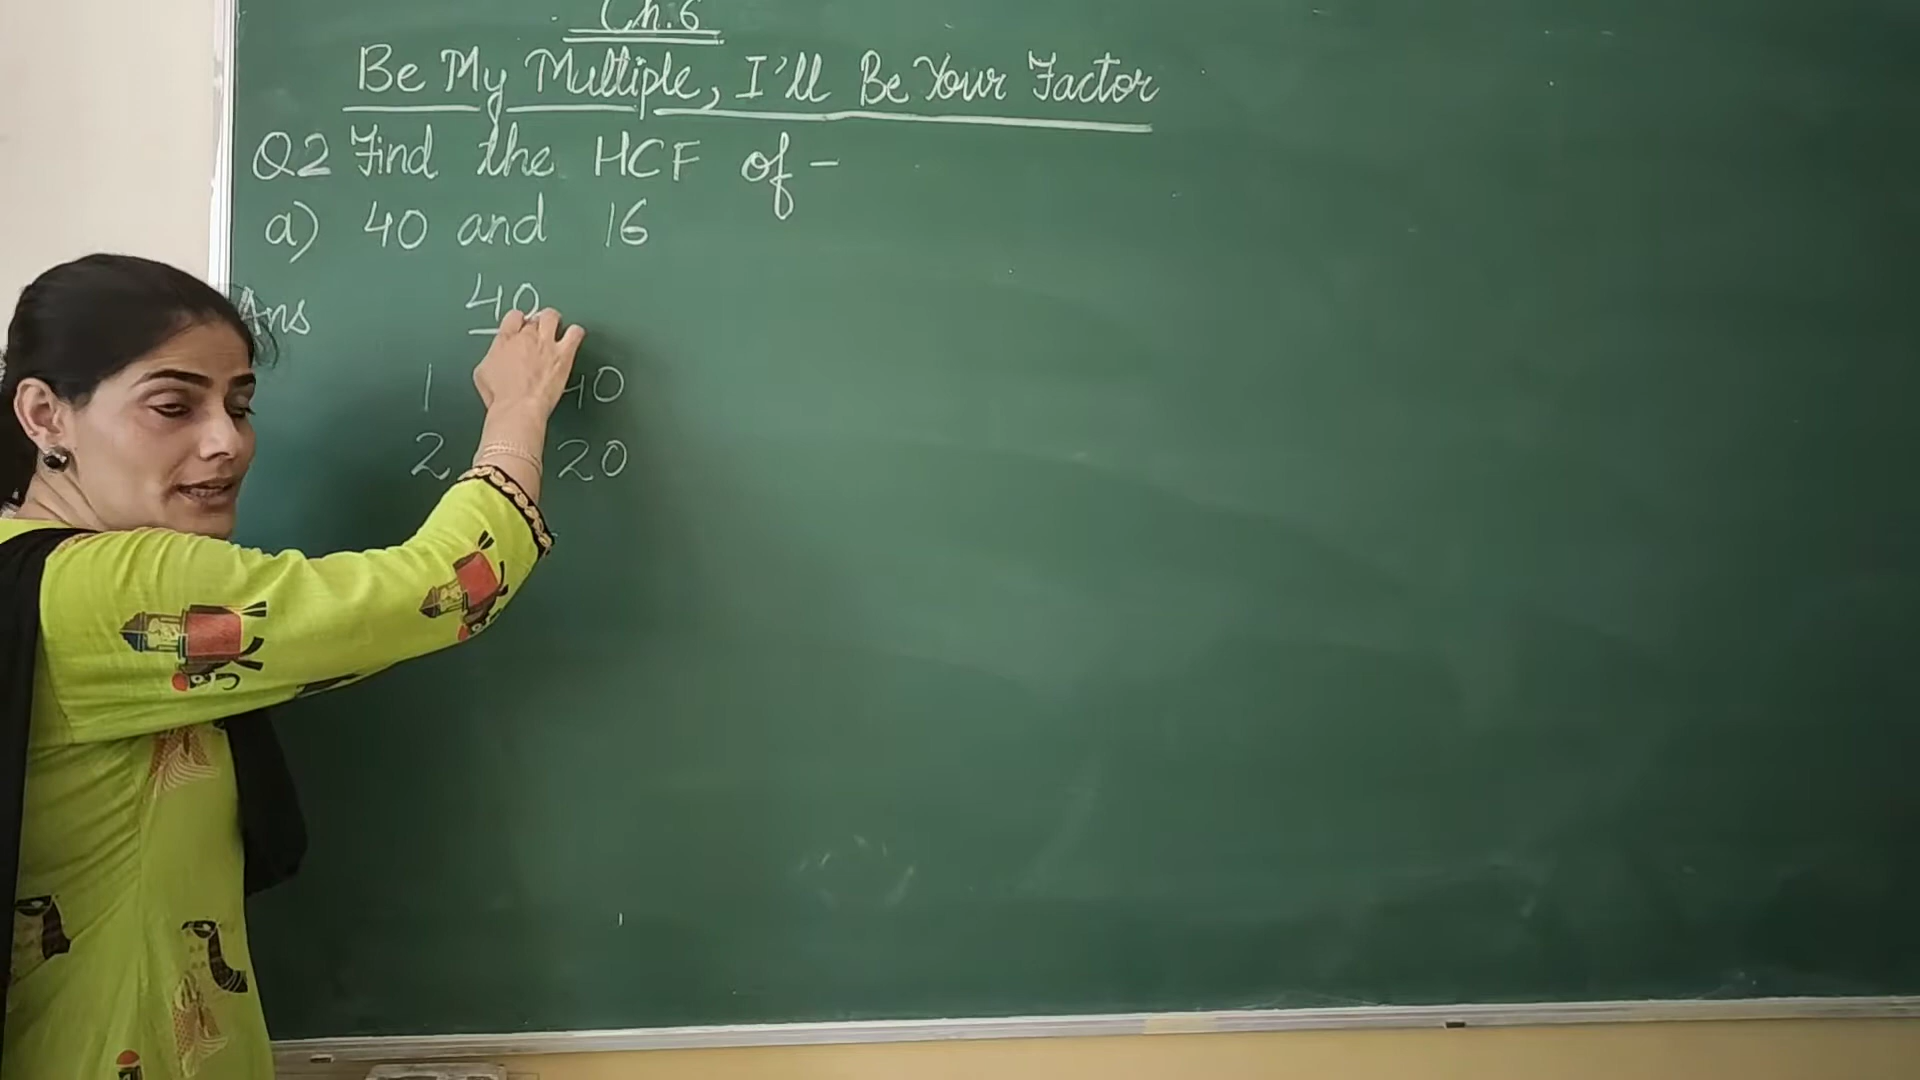 Ch.6
Be My Multiple, I'll Be Your Factor
Q2 Find the HCF of -
a) 40 and 16
Ans 40
1 40
2 20